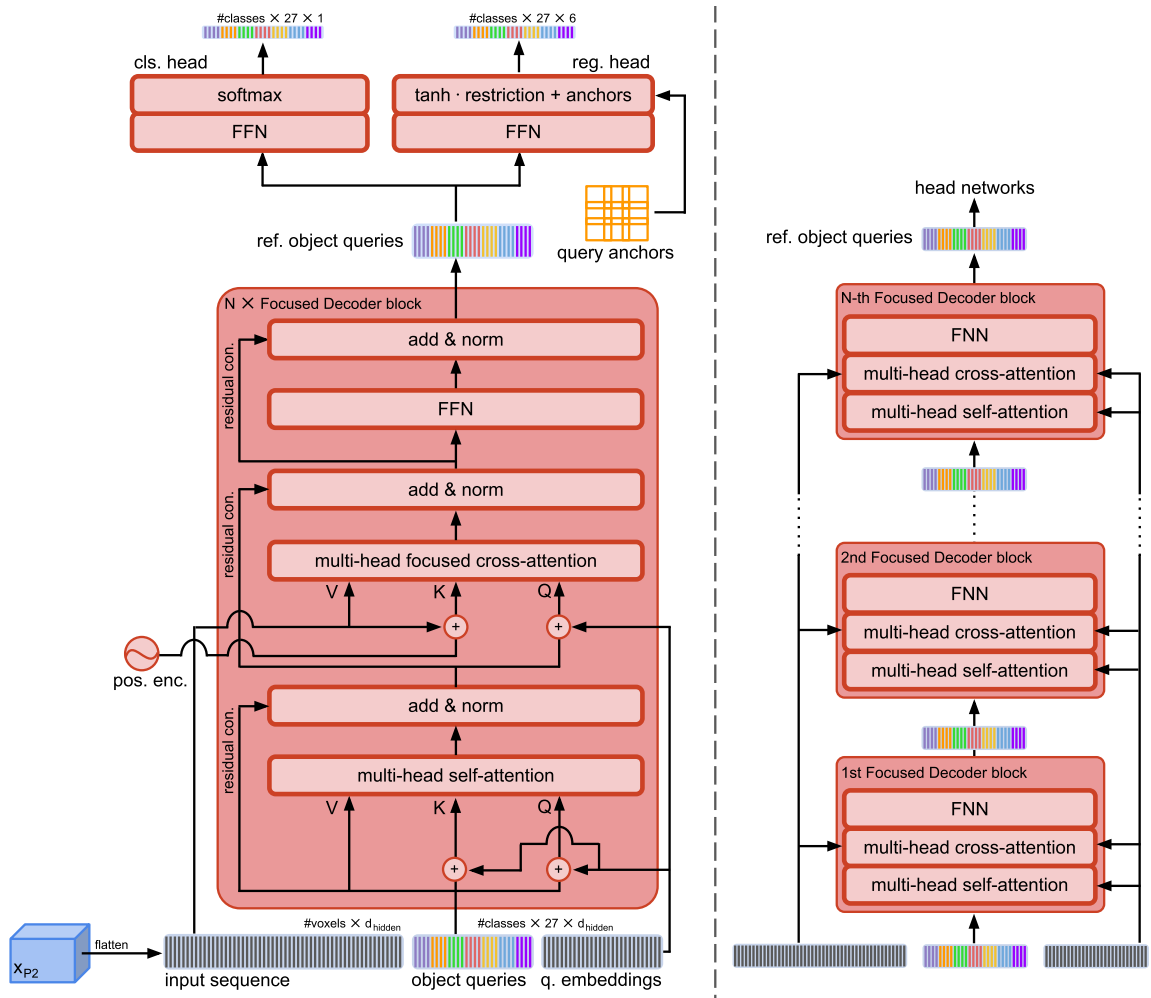 #classes × 27 × 1
#classes × 27 × 6
cls. head
reg. head
softmax
FFN
tanh · restriction + anchors
FFN
ref. object queries
query anchors
N × Focused Decoder block
add & norm
residual con.
FFN
add & norm
residual con.
multi-head focused cross-attention
V
K
Q
+
+
pos. enc.
add & norm
residual con.
multi-head self-attention
V
K
Q
+
+
#voxels × dhidden
#classes × 27 × dhidden
xP2
flatten
input sequence
object queries
q. embeddings
head networks
ref. object queries
N-th Focused Decoder block
FNN
multi-head cross-attention
multi-head self-attention
2nd Focused Decoder block
FNN
multi-head cross-attention
multi-head self-attention
1st Focused Decoder block
FNN
multi-head cross-attention
multi-head self-attention